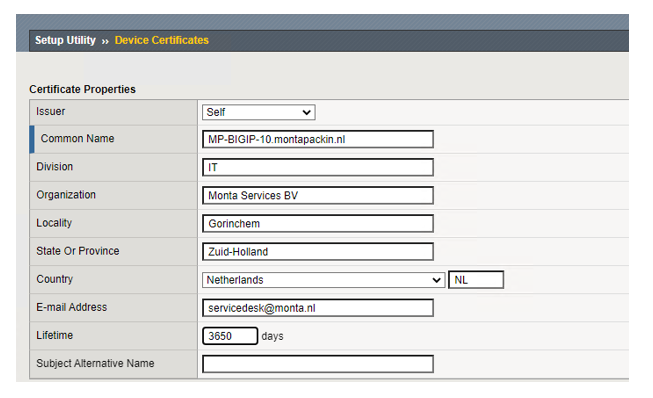 Setup Utility ›› Device Certificates
Certificate Properties
Issuer Self
Common Name MP-BIGIP-10.montapackin.nl
Division IT
Organization Monta Services BV
Locality Gorinchem
State Or Province Zuid-Holland
Country Netherlands NL
E-mail Address servicedesk@monta.nl
Lifetime 3650 days
Subject Alternative Name